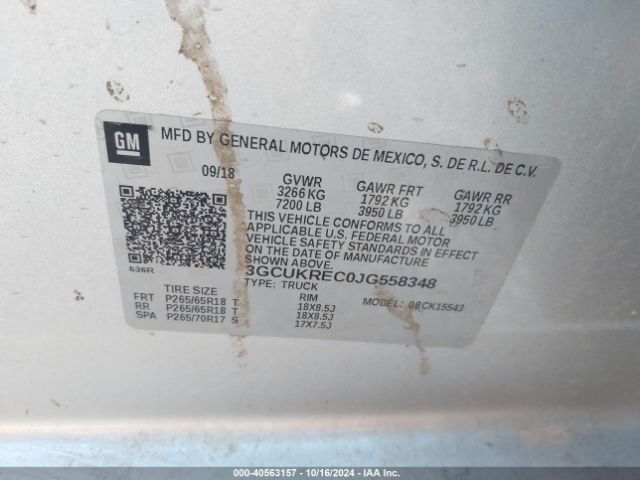 GM MFD BY GENERAL MOTORS DE MEXICO, S. DE R.L. DE C.V.
09/18 GVWR GAWR FRT GAWR RR
3266 KG 1792 KG 1792 KG
7200 LB 3950 LB 3950 LB
THIS VEHICLE CONFORMS TO ALL
APPLICABLE U.S. FEDERAL MOTOR
VEHICLE SAFETY STANDARDS IN EFFECT
ON THE DATE OF MANUFACTURE
SHOWN ABOVE.
636R 3GCUKREC0JG558348
TYPE: TRUCK
TIRE SIZE RIM MODEL: 08CK15543
FRT P265/65R18 T 18X8.5J
RR P265/65R18 T 18X8.5J
SPA P265/70R17 S 17X7.5J
000-40563157 - 10/16/2024 - IAA Inc.